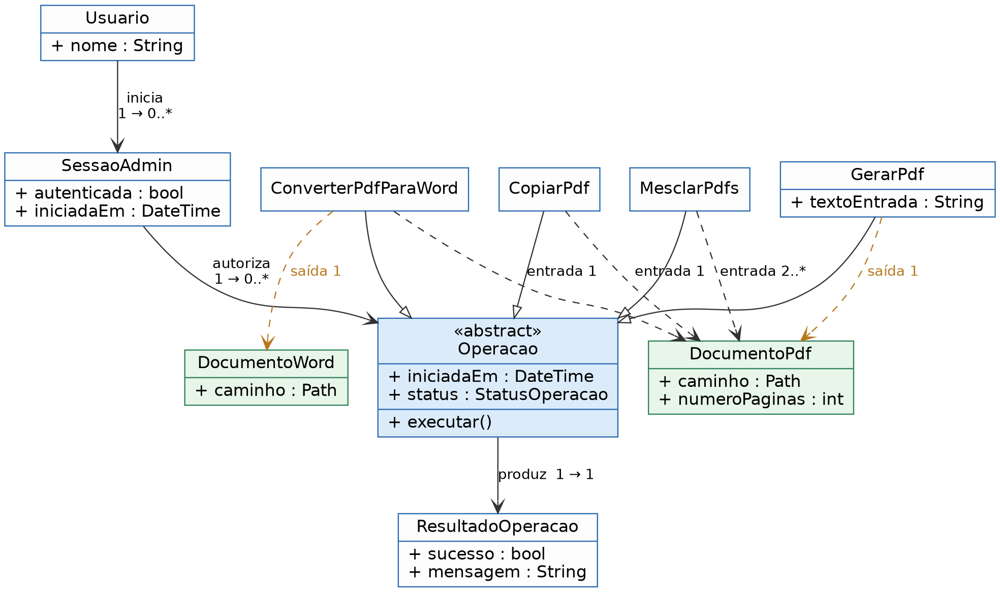 Usuario
+ nome : String
inicia
1 → 0..*
SessaoAdmin
+ autenticada : bool
+ iniciadaEm : DateTime
ConverterPdfParaWord
CopiarPdf
MesclarPdfs
GerarPdf
+ textoEntrada : String
autoriza
1 → 0..*
saída 1
entrada 1
entrada 1
entrada 2..*
saída 1
DocumentoWord
+ caminho : Path
«abstract»
Operacao
+ iniciadaEm : DateTime
+ status : StatusOperacao
+ executar()
DocumentoPdf
+ caminho : Path
+ numeroPaginas : int
produz  1 → 1
ResultadoOperacao
+ sucesso : bool
+ mensagem : String